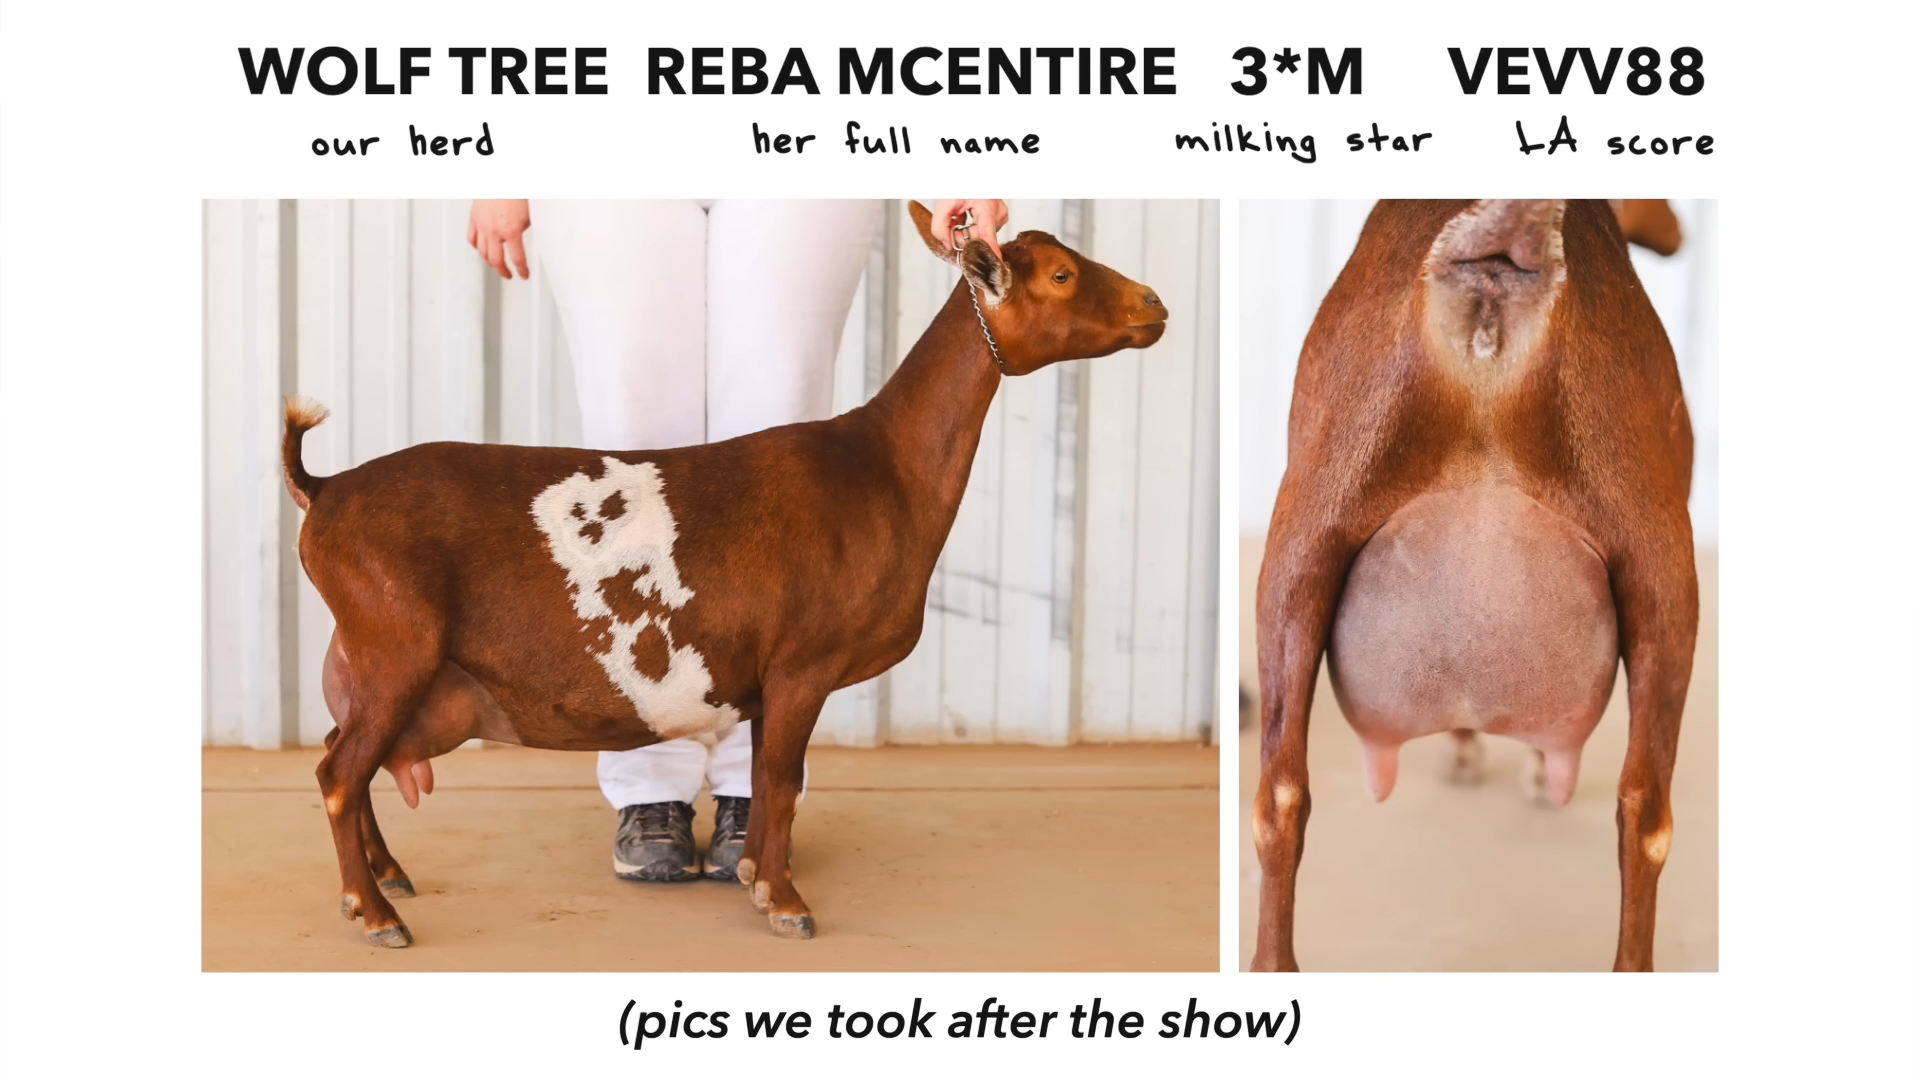 WOLF TREE REBA MCENTIRE 3*M VEVV88
our herd her full name milking star LA score
(pics we took after the show)